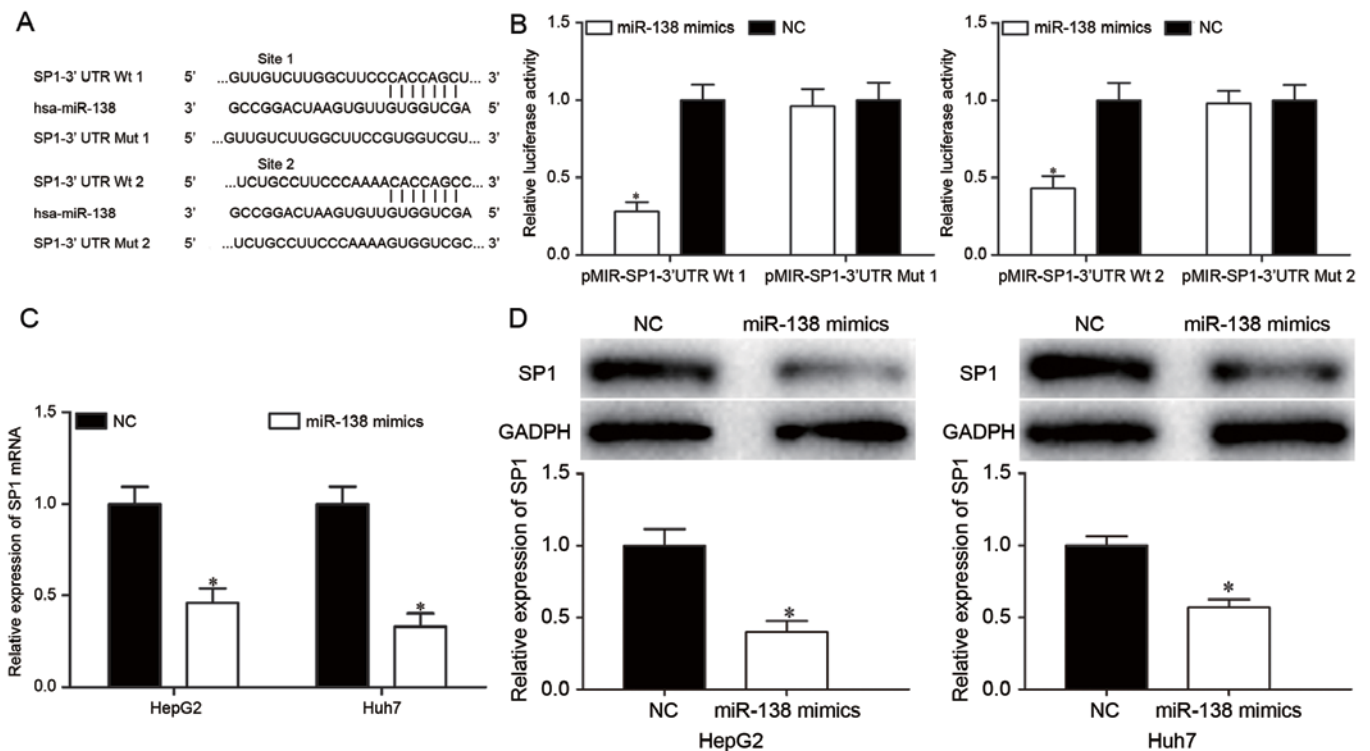 A
Site 1
SP1-3' UTR Wt 1 5' ...GUUGUCUUGGCUUCCCACCAGCU... 3'
hsa-miR-138 3' GCCGGACUAAGUGUUGUGGUCGA 5'
SP1-3' UTR Mut 1 5' ...GUUGUCUUGGCUUCCGUGGUCGU... 3'
Site 2
SP1-3' UTR Wt 2 5' ...UCUGCCUUCCCAAAACACCAGCC... 3'
hsa-miR-138 3' GCCGGACUAAGUGUUGUGGUCGA 5'
SP1-3' UTR Mut 2 5' ...UCUGCCUUCCCAAAAGUGGUCGC... 3'
B
miR-138 mimics NC
Relative luciferase activity
1.5
1.0
0.5
0.0
*
pMIR-SP1-3'UTR Wt 1 pMIR-SP1-3'UTR Mut 1
miR-138 mimics NC
Relative luciferase activity
1.5
1.0
0.5
0.0
*
pMIR-SP1-3'UTR Wt 2 pMIR-SP1-3'UTR Mut 2
C
NC miR-138 mimics
Relative expression of SP1 mRNA
1.5
1.0
0.5
0.0
* *
HepG2 Huh7
D
NC miR-138 mimics
SP1
GADPH
Relative expression of SP1
1.5
1.0
0.5
0.0
*
NC miR-138 mimics
HepG2
NC miR-138 mimics
SP1
GADPH
Relative expression of SP1
1.5
1.0
0.5
0.0
*
NC miR-138 mimics
Huh7